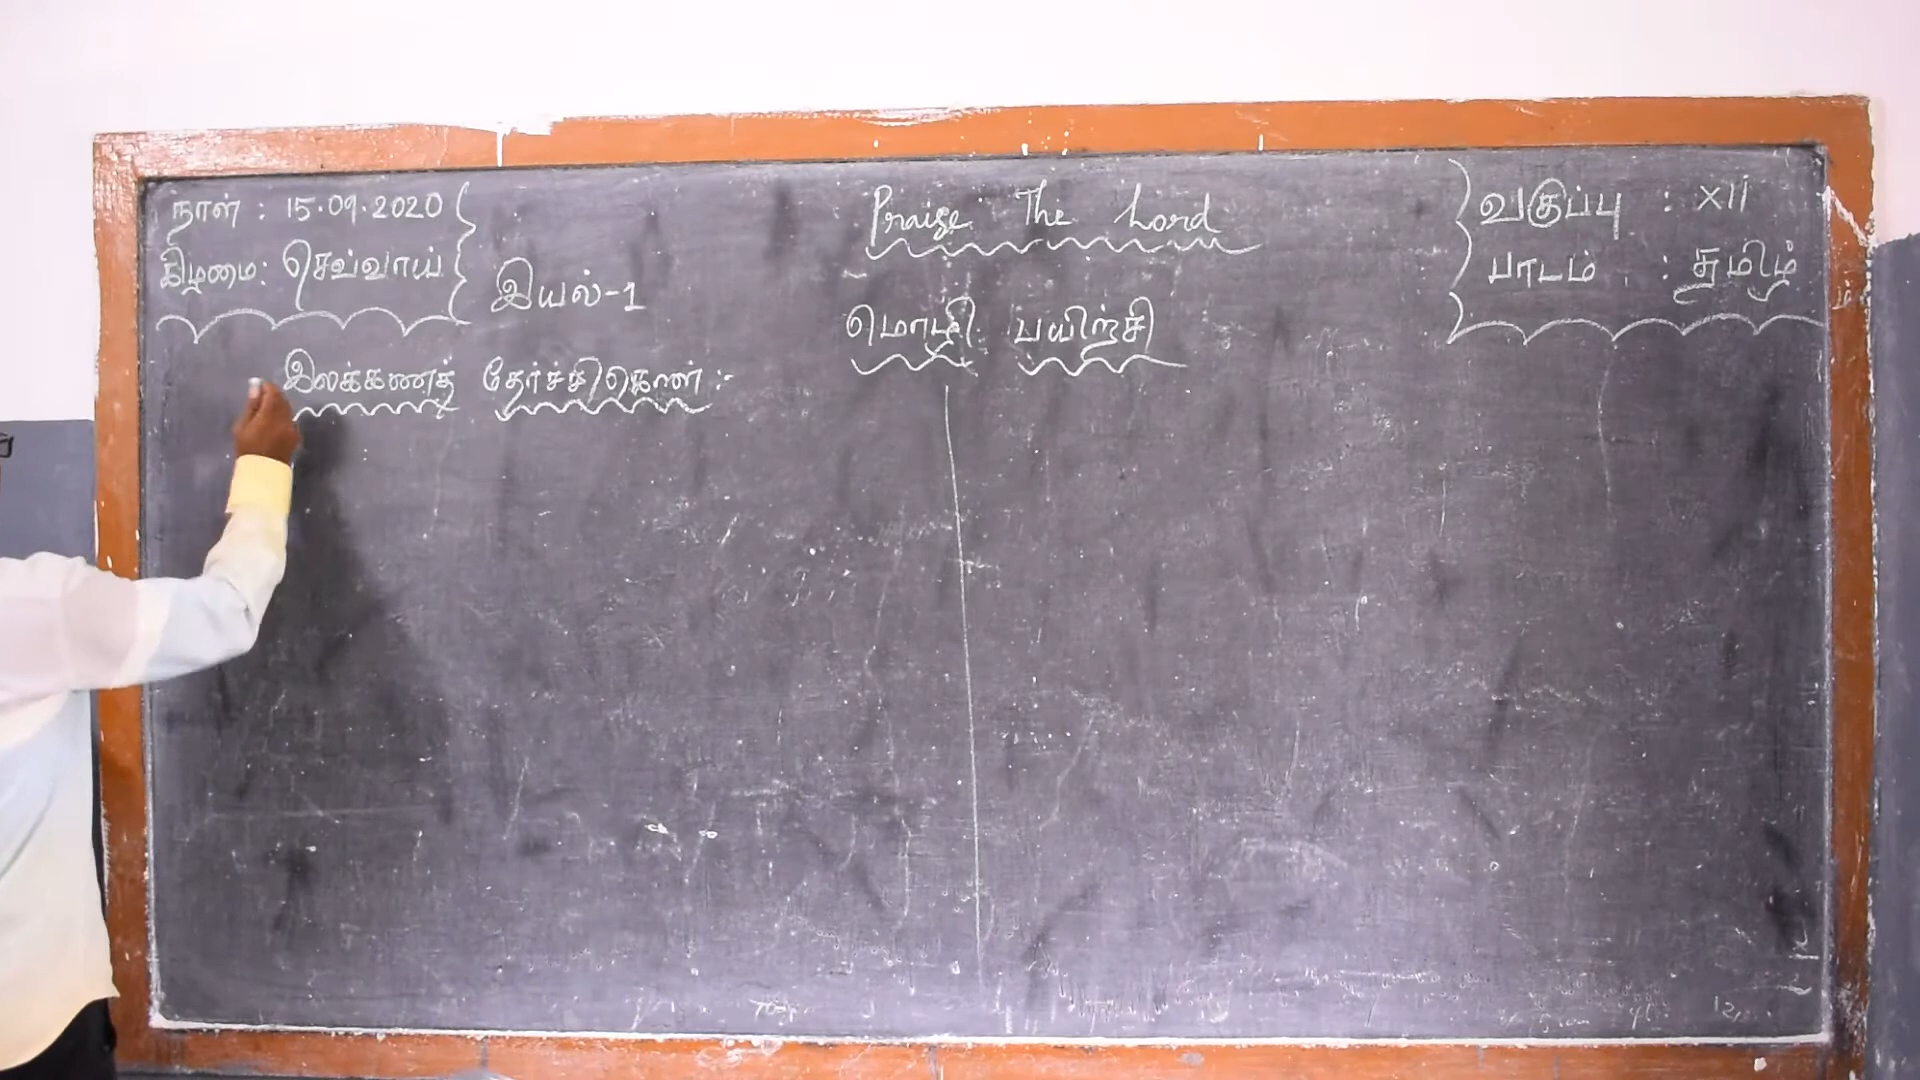 நாள் : 15.09.2020
கிழமை: செவ்வாய்
இயல்-1
Praise The Lord
மொழி பயிற்சி
வகுப்பு : XII
பாடம் : தமிழ்
இலக்கணத் தேர்ச்சிகொள் :-